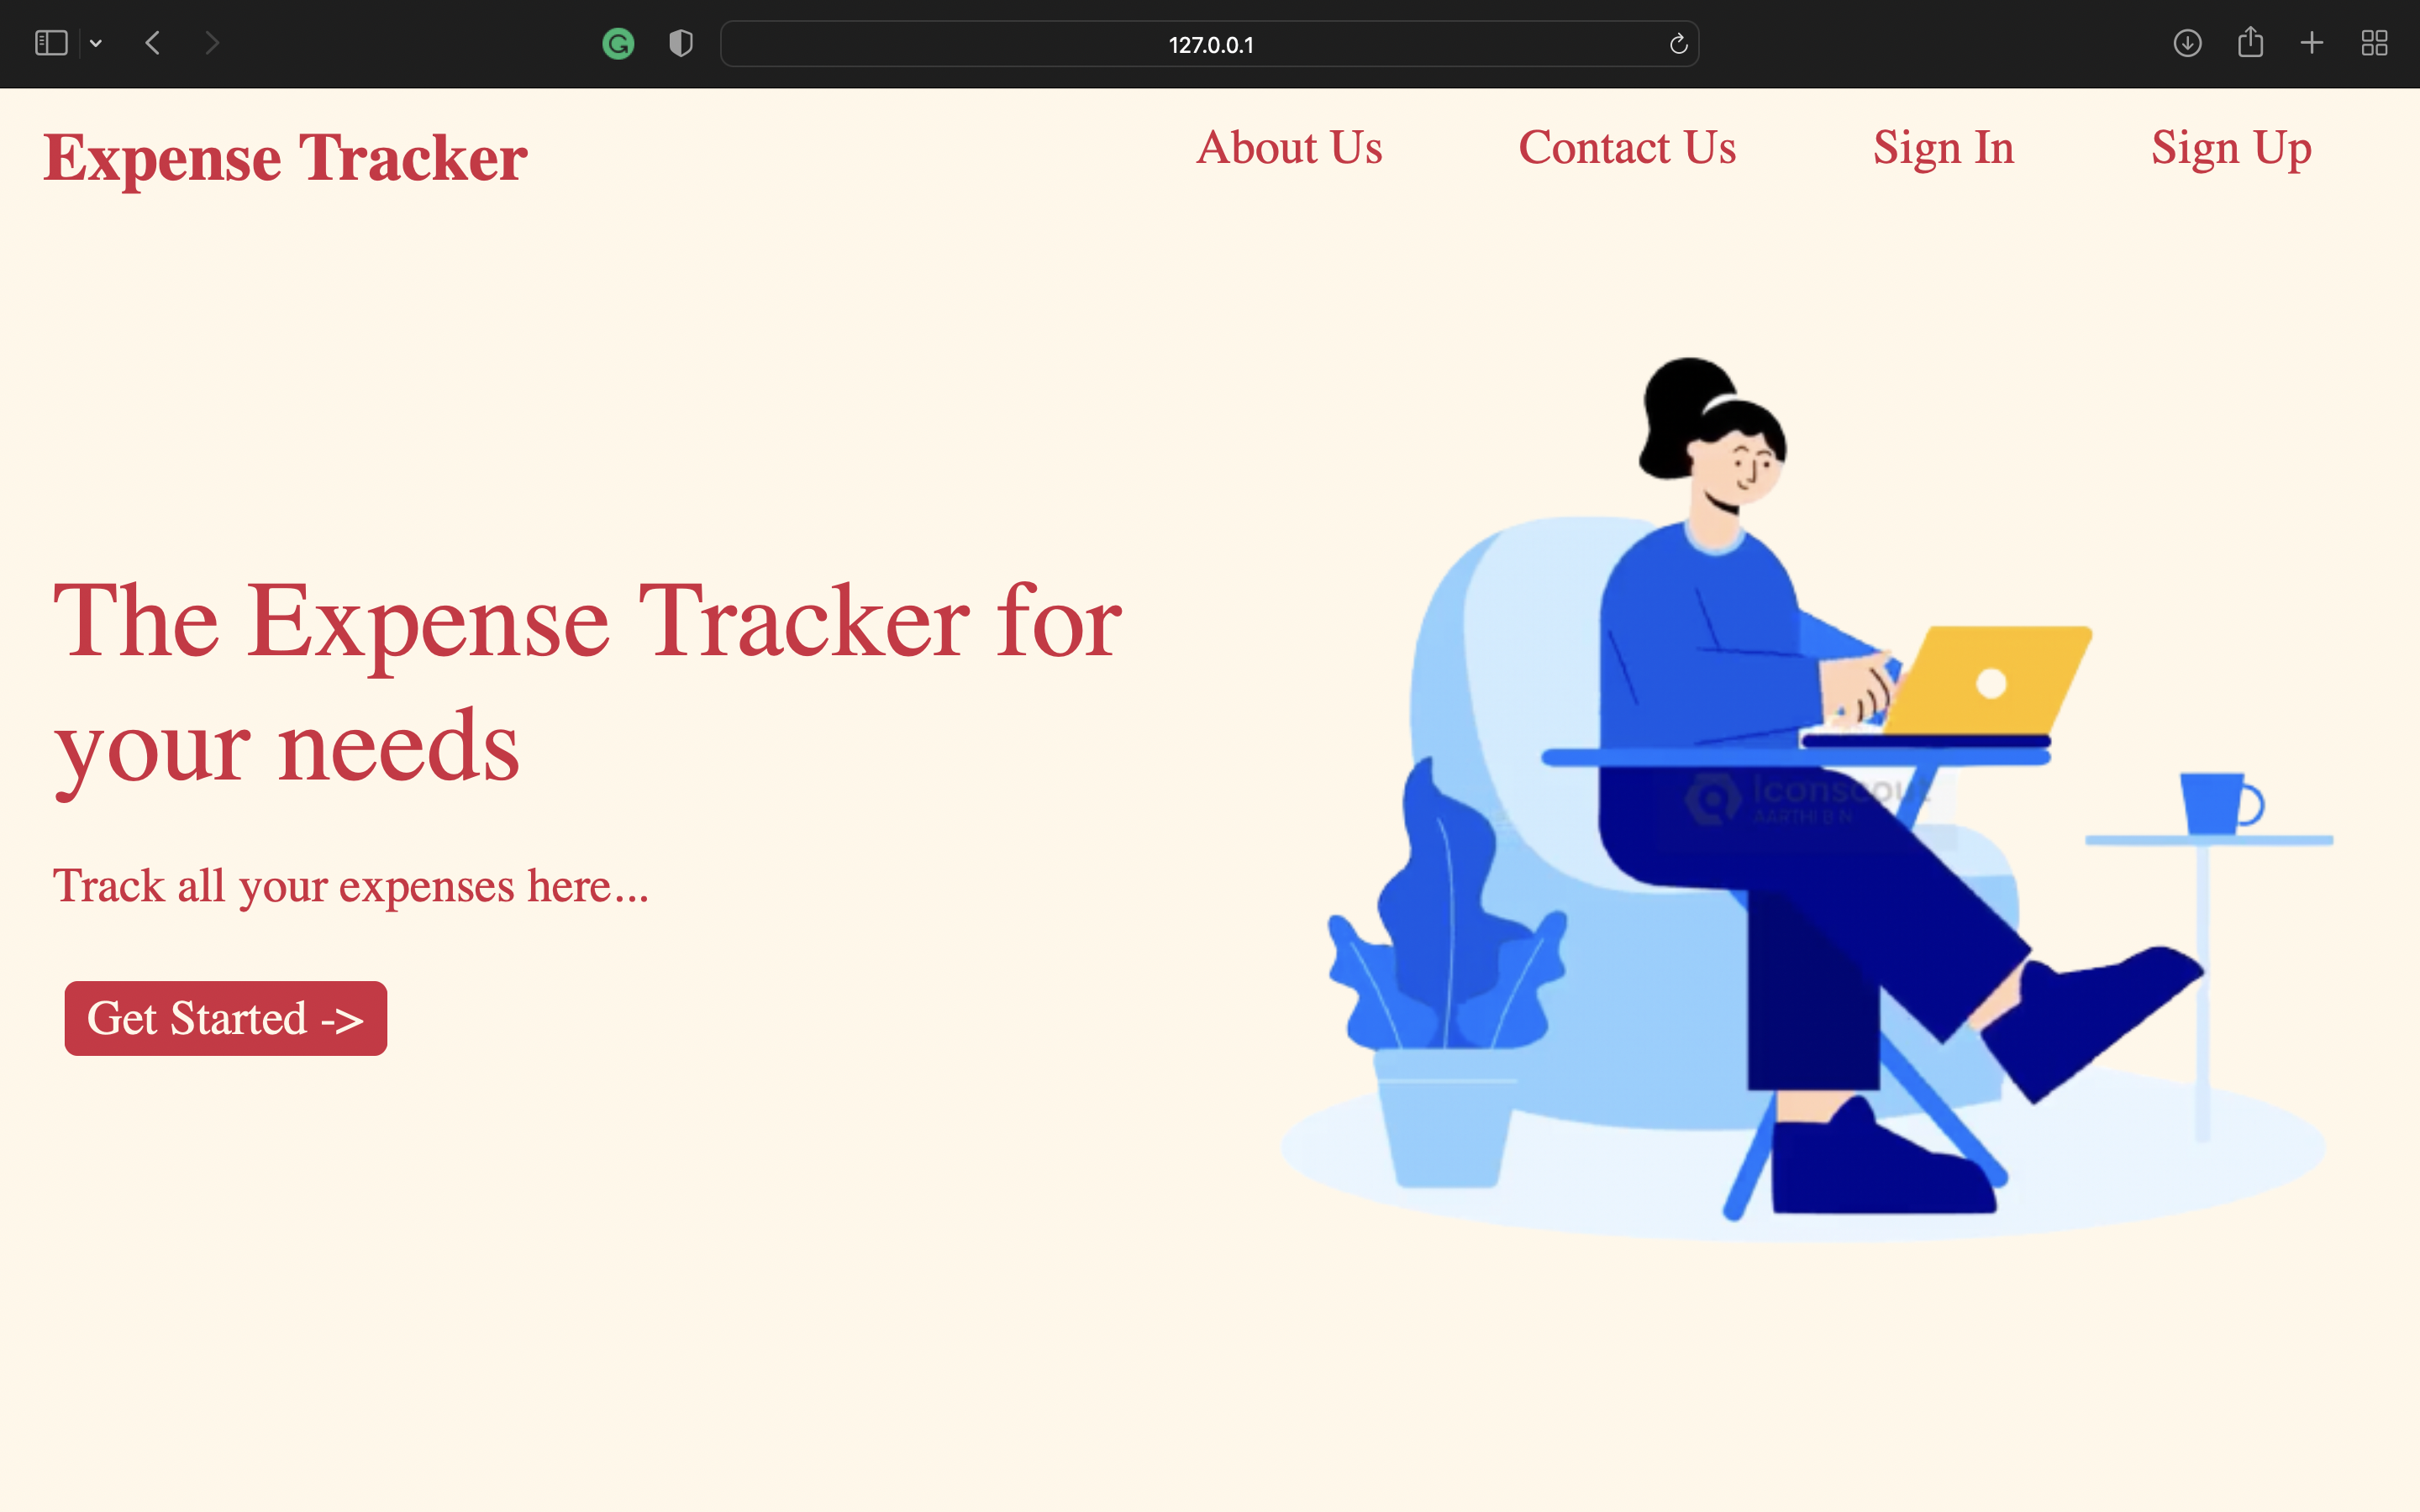 127.0.0.1
Expense Tracker
About Us
Contact Us
Sign In
Sign Up
The Expense Tracker for
your needs
Track all your expenses here...
Get Started ->
Iconscout
AARTHI B N